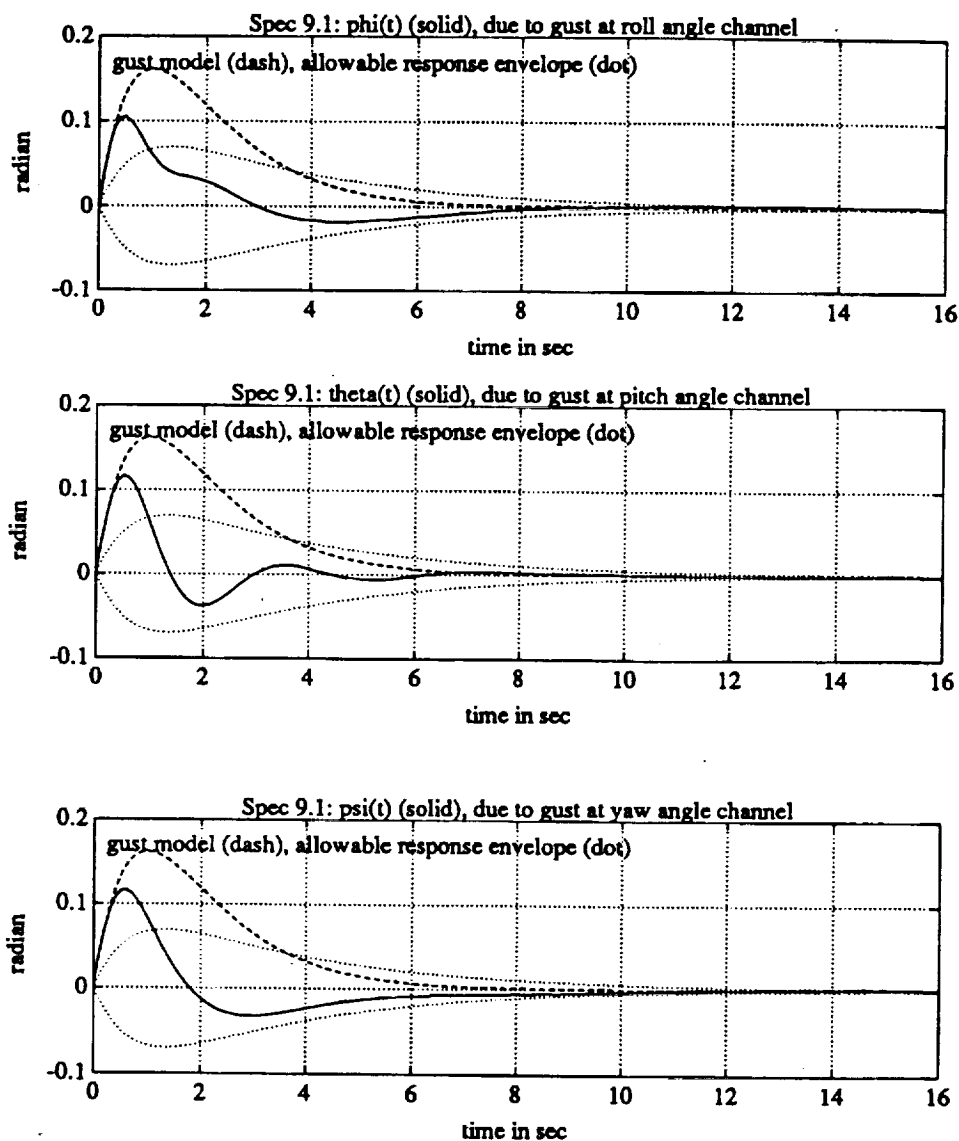 Spec 9.1: phi(t) (solid), due to gust at roll angle channel
0.2
gust model (dash), allowable response envelope (dot)
0.1
radian
0
-0.1
0 2 4 6 8 10 12 14 16
time in sec
Spec 9.1: theta(t) (solid), due to gust at pitch angle channel
0.2
gust model (dash), allowable response envelope (dot)
0.1
radian
0
-0.1
0 2 4 6 8 10 12 14 16
time in sec
Spec 9.1: psi(t) (solid), due to gust at yaw angle channel
0.2
gust model (dash), allowable response envelope (dot)
0.1
radian
0
-0.1
0 2 4 6 8 10 12 14 16
time in sec